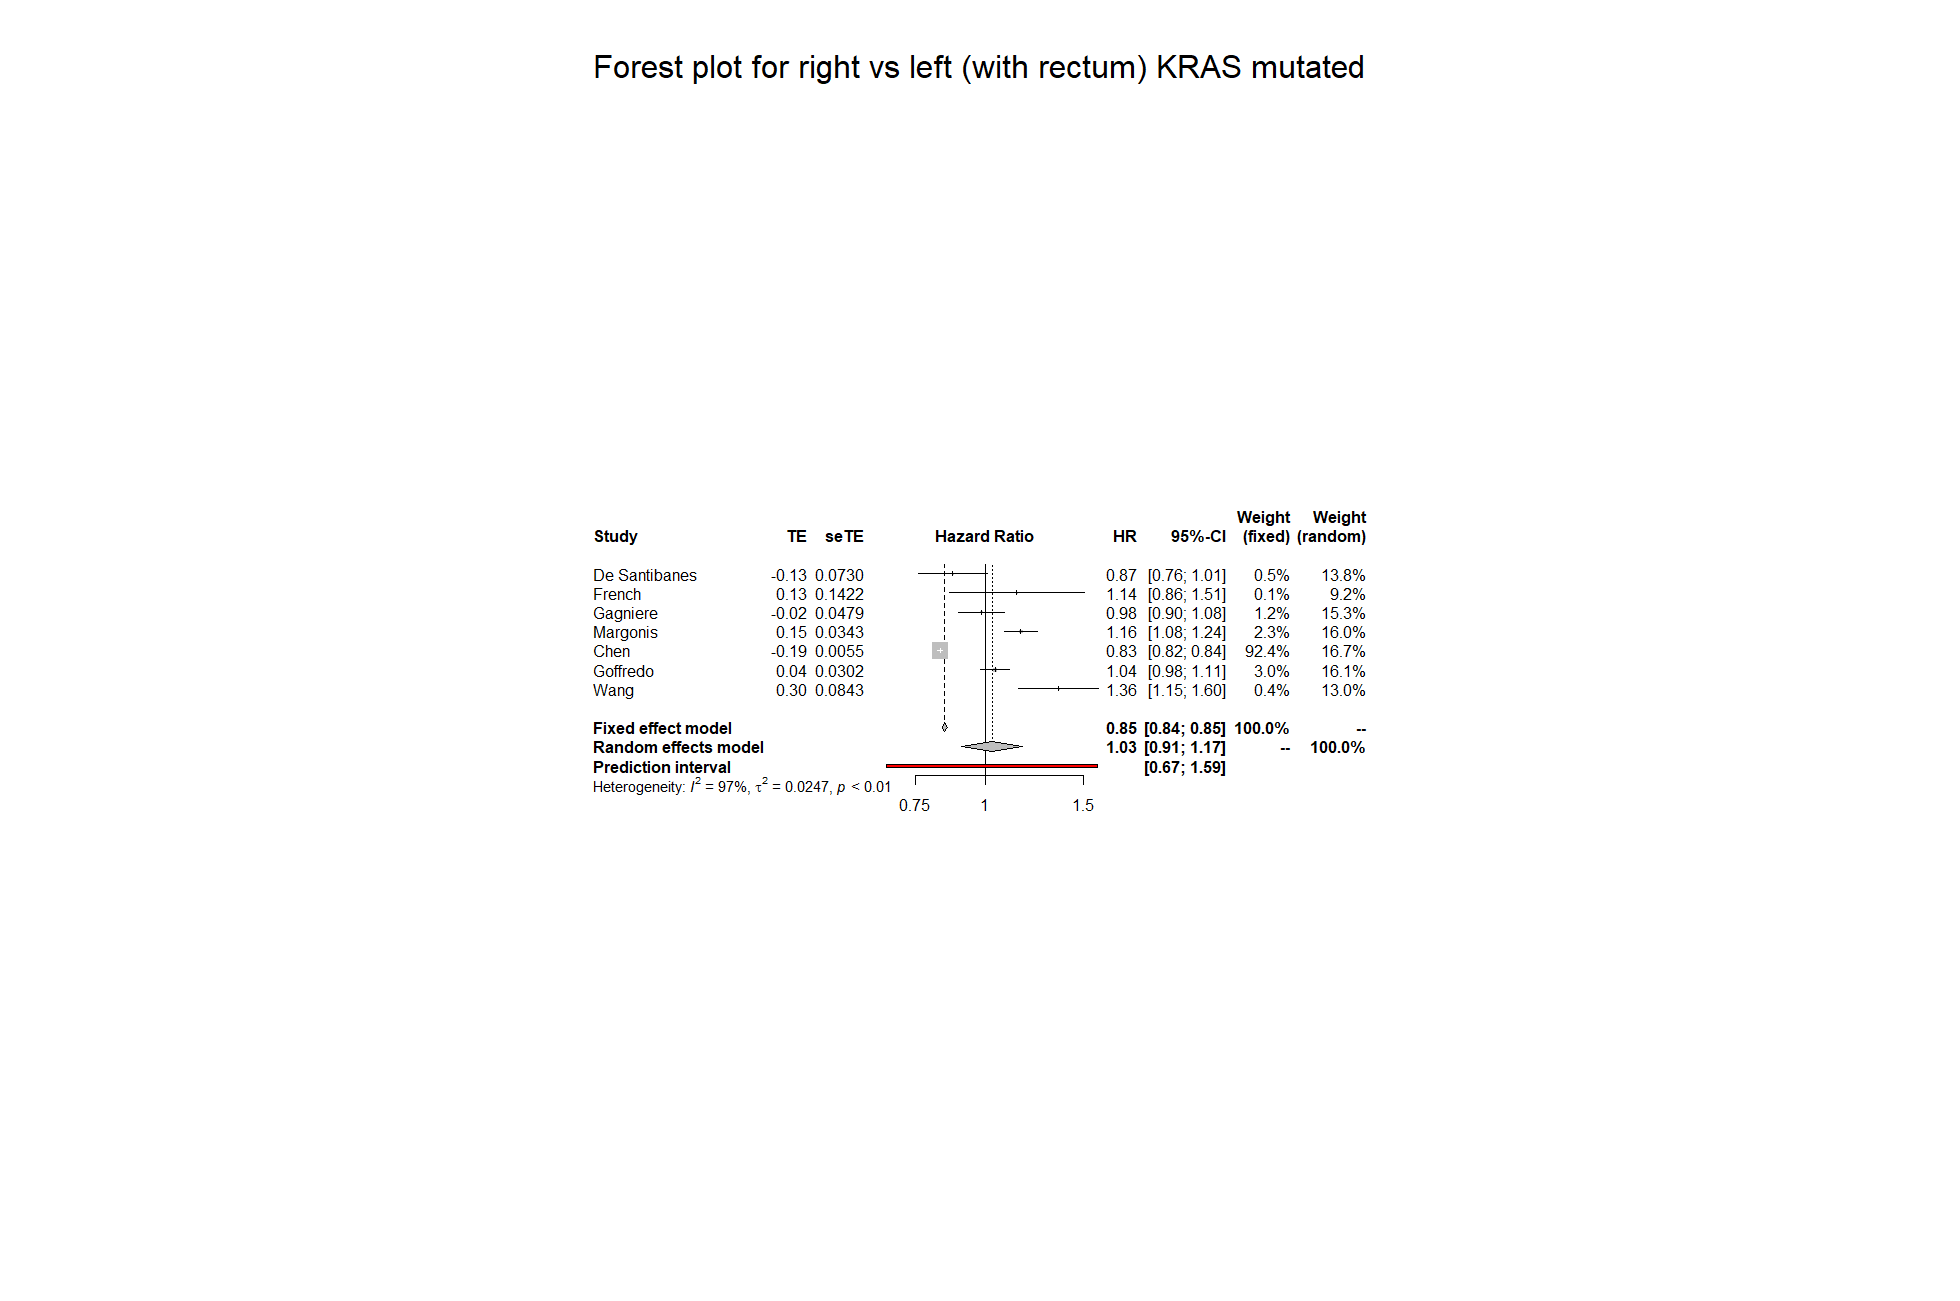 Forest plot for right vs left (with rectum) KRAS mutated
Weight Weight
Study TE seTE Hazard Ratio HR 95%-CI (fixed) (random)
De Santibanes -0.13 0.0730 0.87 [0.76; 1.01] 0.5% 13.8%
French 0.13 0.1422 1.14 [0.86; 1.51] 0.1% 9.2%
Gagniere -0.02 0.0479 0.98 [0.90; 1.08] 1.2% 15.3%
Margonis 0.15 0.0343 1.16 [1.08; 1.24] 2.3% 16.0%
Chen -0.19 0.0055 0.83 [0.82; 0.84] 92.4% 16.7%
Goffredo 0.04 0.0302 1.04 [0.98; 1.11] 3.0% 16.1%
Wang 0.30 0.0843 1.36 [1.15; 1.60] 0.4% 13.0%
Fixed effect model 0.85 [0.84; 0.85] 100.0% --
Random effects model 1.03 [0.91; 1.17] -- 100.0%
Prediction interval [0.67; 1.59]
Heterogeneity: I² = 97%, τ² = 0.0247, p < 0.01
0.75 1 1.5